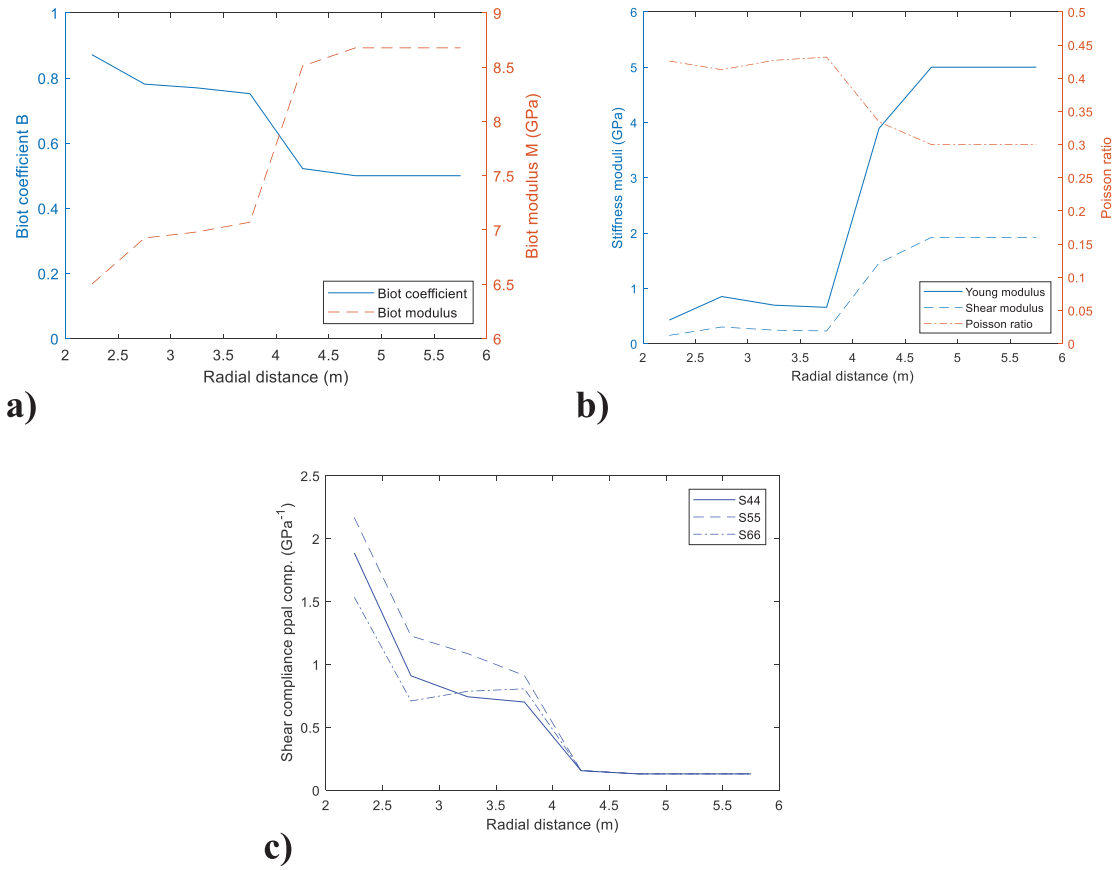 1
0.8
0.6
0.4
0.2
0
Biot coefficient B
9
8.5
8
7.5
7
6.5
6
Biot modulus M (GPa)
Biot coefficient
Biot modulus
2 2.5 3 3.5 4 4.5 5 5.5 6
Radial distance (m)
a)
6
5
4
3
2
1
0
Stiffness moduli (GPa)
0.5
0.45
0.4
0.35
0.3
0.25
0.2
0.15
0.1
0.05
0
Poisson ratio
Young modulus
Shear modulus
Poisson ratio
2 2.5 3 3.5 4 4.5 5 5.5 6
Radial distance (m)
b)
2.5
2
1.5
1
0.5
0
Shear compliance ppal comp. (GPa⁻¹)
S44
S55
S66
2 2.5 3 3.5 4 4.5 5 5.5 6
Radial distance (m)
c)